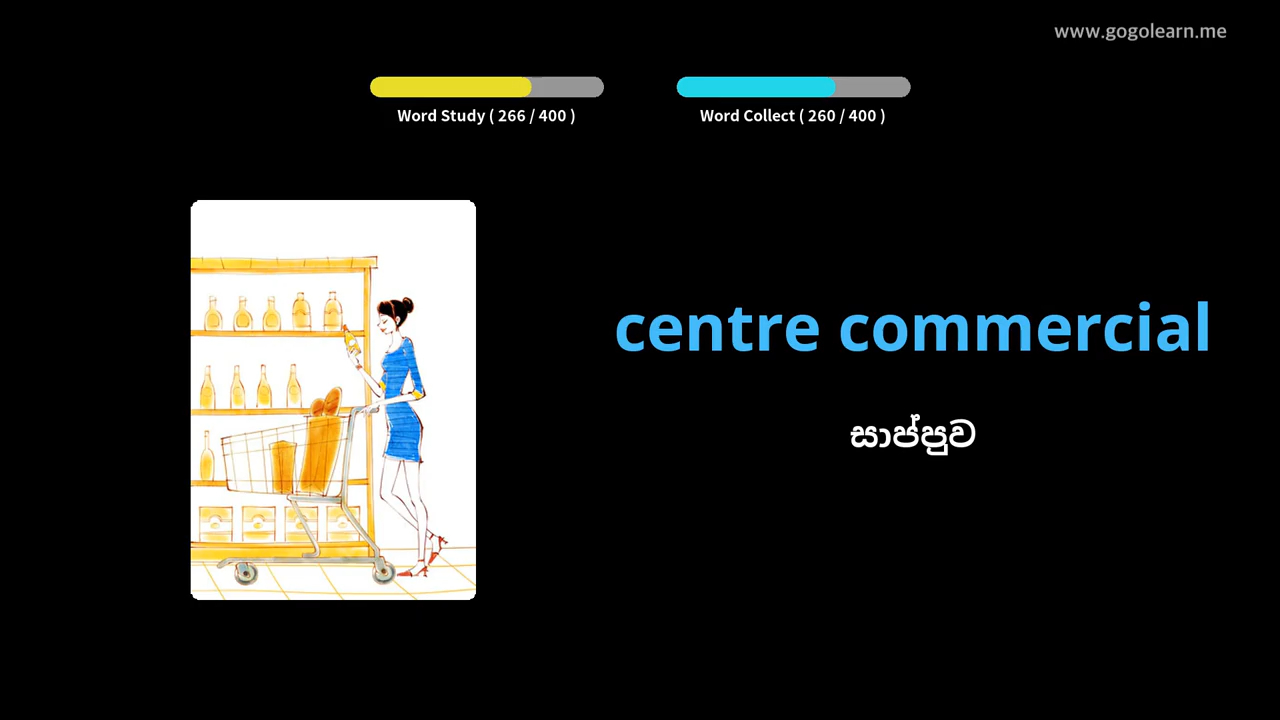 www.gogolearn.me
Word Study ( 266 / 400 )
Word Collect ( 260 / 400 )
centre commercial
සාප්පුව